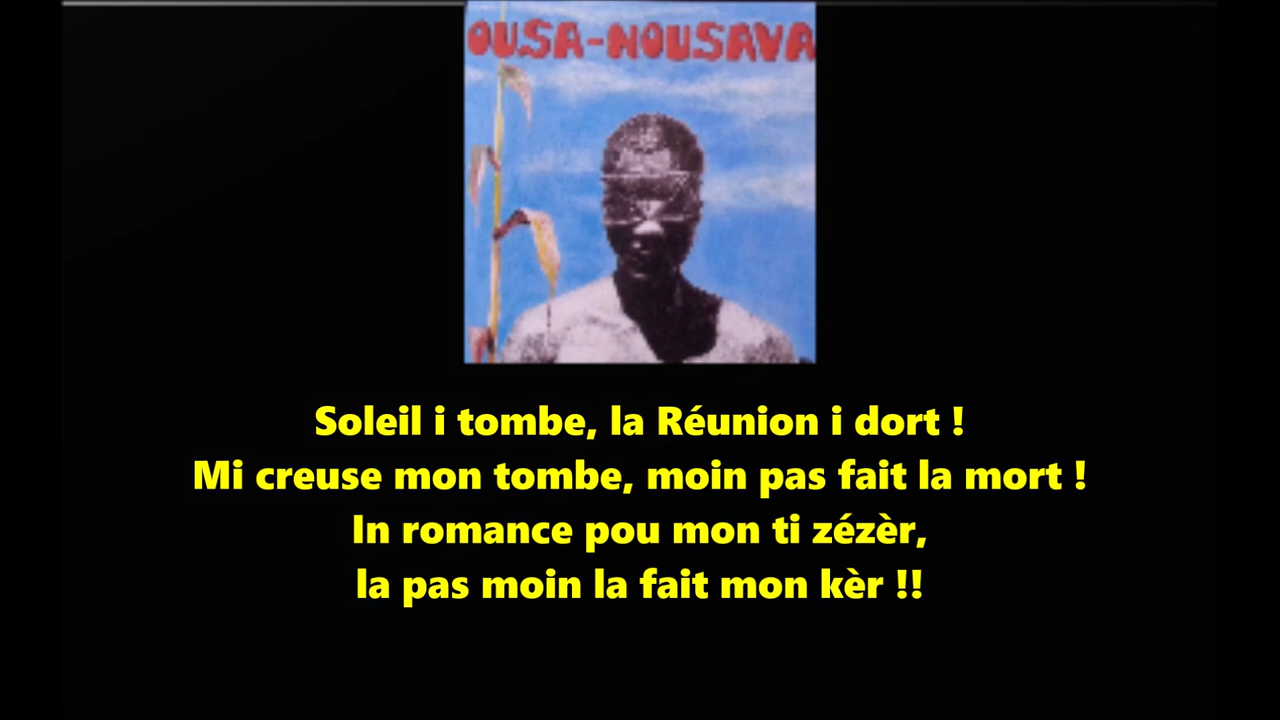 OUSA-NOUSAVA
Soleil i tombe, la Réunion i dort !
Mi creuse mon tombe, moin pas fait la mort !
In romance pou mon ti zézèr,
la pas moin la fait mon kèr !!